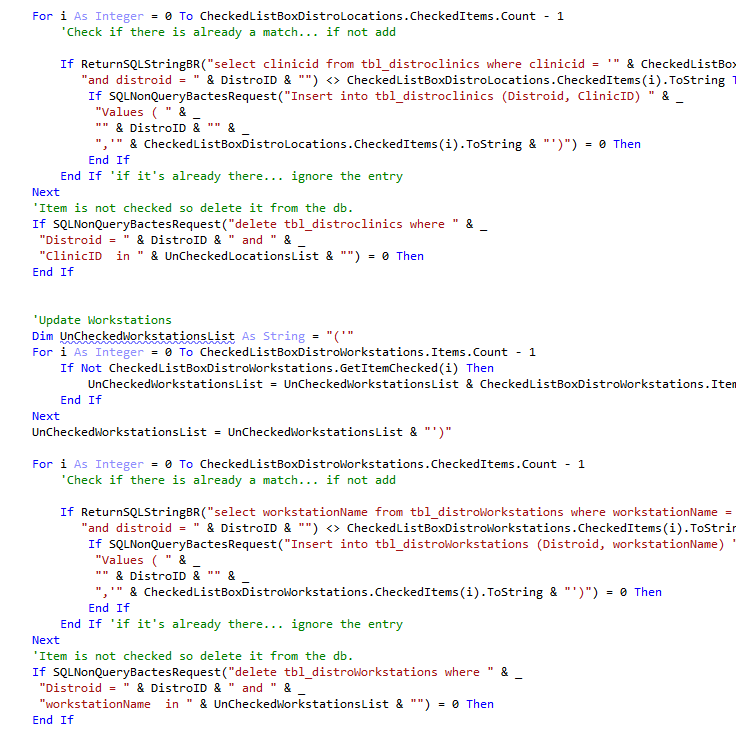 For i As Integer = 0 To CheckedListBoxDistroLocations.CheckedItems.Count - 1
'Check if there is already a match... if not add
If ReturnSQLStringBR("select clinicid from tbl_distroclinics where clinicid = '" & CheckedListBox
"and distroid = " & DistroID & "") <> CheckedListBoxDistroLocations.CheckedItems(i).ToString T
If SQLNonQueryBactesRequest("Insert into tbl_distroclinics (Distroid, ClinicID) " & _
"Values ( " & _
"" & DistroID & "" & _
",'" & CheckedListBoxDistroLocations.CheckedItems(i).ToString & "')") = 0 Then
End If
End If 'if it's already there... ignore the entry
Next
'Item is not checked so delete it from the db.
If SQLNonQueryBactesRequest("delete tbl_distroclinics where " & _
"Distroid = " & DistroID & " and " & _
"ClinicID  in " & UnCheckedLocationsList & "") = 0 Then
End If
'Update Workstations
Dim UnCheckedWorkstationsList As String = "('"
For i As Integer = 0 To CheckedListBoxDistroWorkstations.Items.Count - 1
If Not CheckedListBoxDistroWorkstations.GetItemChecked(i) Then
UnCheckedWorkstationsList = UnCheckedWorkstationsList & CheckedListBoxDistroWorkstations.Item
End If
Next
UnCheckedWorkstationsList = UnCheckedWorkstationsList & "')"
For i As Integer = 0 To CheckedListBoxDistroWorkstations.CheckedItems.Count - 1
'Check if there is already a match... if not add
If ReturnSQLStringBR("select workstationName from tbl_distroWorkstations where workstationName =
"and distroid = " & DistroID & "") <> CheckedListBoxDistroWorkstations.CheckedItems(i).ToStrin
If SQLNonQueryBactesRequest("Insert into tbl_distroWorkstations (Distroid, workstationName) "
"Values ( " & _
"" & DistroID & "" & _
",'" & CheckedListBoxDistroWorkstations.CheckedItems(i).ToString & "')") = 0 Then
End If
End If 'if it's already there... ignore the entry
Next
'Item is not checked so delete it from the db.
If SQLNonQueryBactesRequest("delete tbl_distroWorkstations where " & _
"Distroid = " & DistroID & " and " & _
"workstationName  in " & UnCheckedWorkstationsList & "") = 0 Then
End If